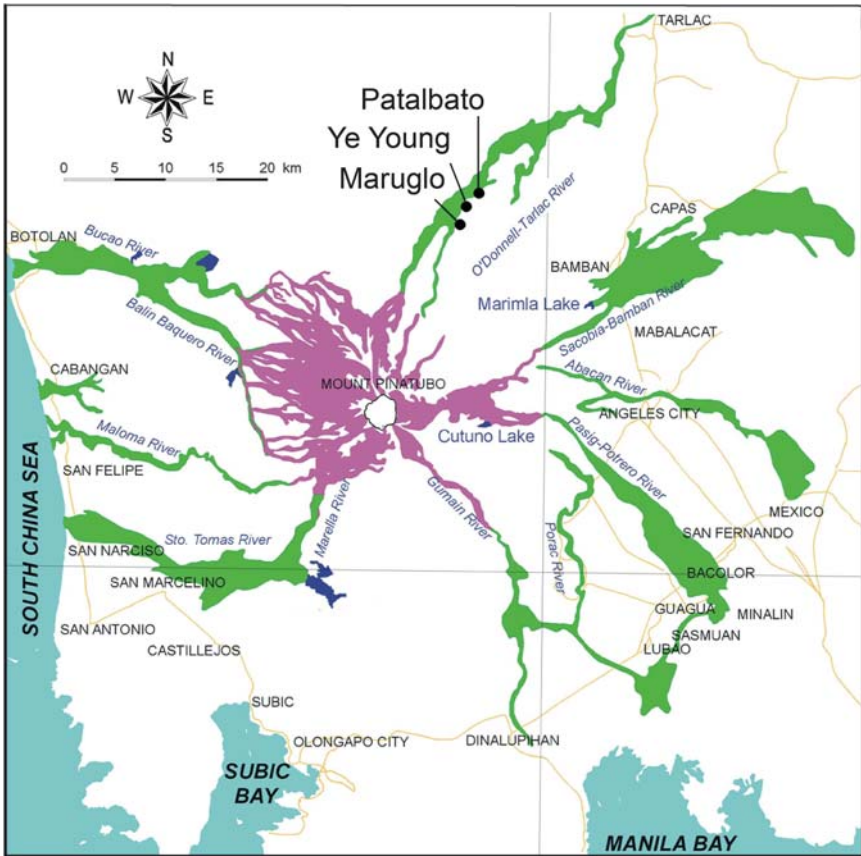 TARLAC
N
W E
S
Patalbato
Ye Young
Maruglo
0 5 10 15 20 km
O'Donnell-Tarlac River
CAPAS
BOTOLAN
Bucao River
BAMBAN
Marimla Lake
Sacobia-Bamban River
Balin Baquero River
MABALACAT
CABANGAN
Abacan River
MOUNT PINATUBO
ANGELES CITY
Maloma River
Cutuno Lake
Pasig-Potrero River
SAN FELIPE
Gumain River
MEXICO
SOUTH CHINA SEA
Marella River
SAN FERNANDO
Sto. Tomas River
SAN NARCISO
Porac River
SAN MARCELINO
BACOLOR
GUAGUA
MINALIN
SAN ANTONIO
SASMUAN
CASTILLEJOS
LUBAO
SUBIC
OLONGAPO CITY
DINALUPIHAN
SUBIC
BAY
MANILA BAY